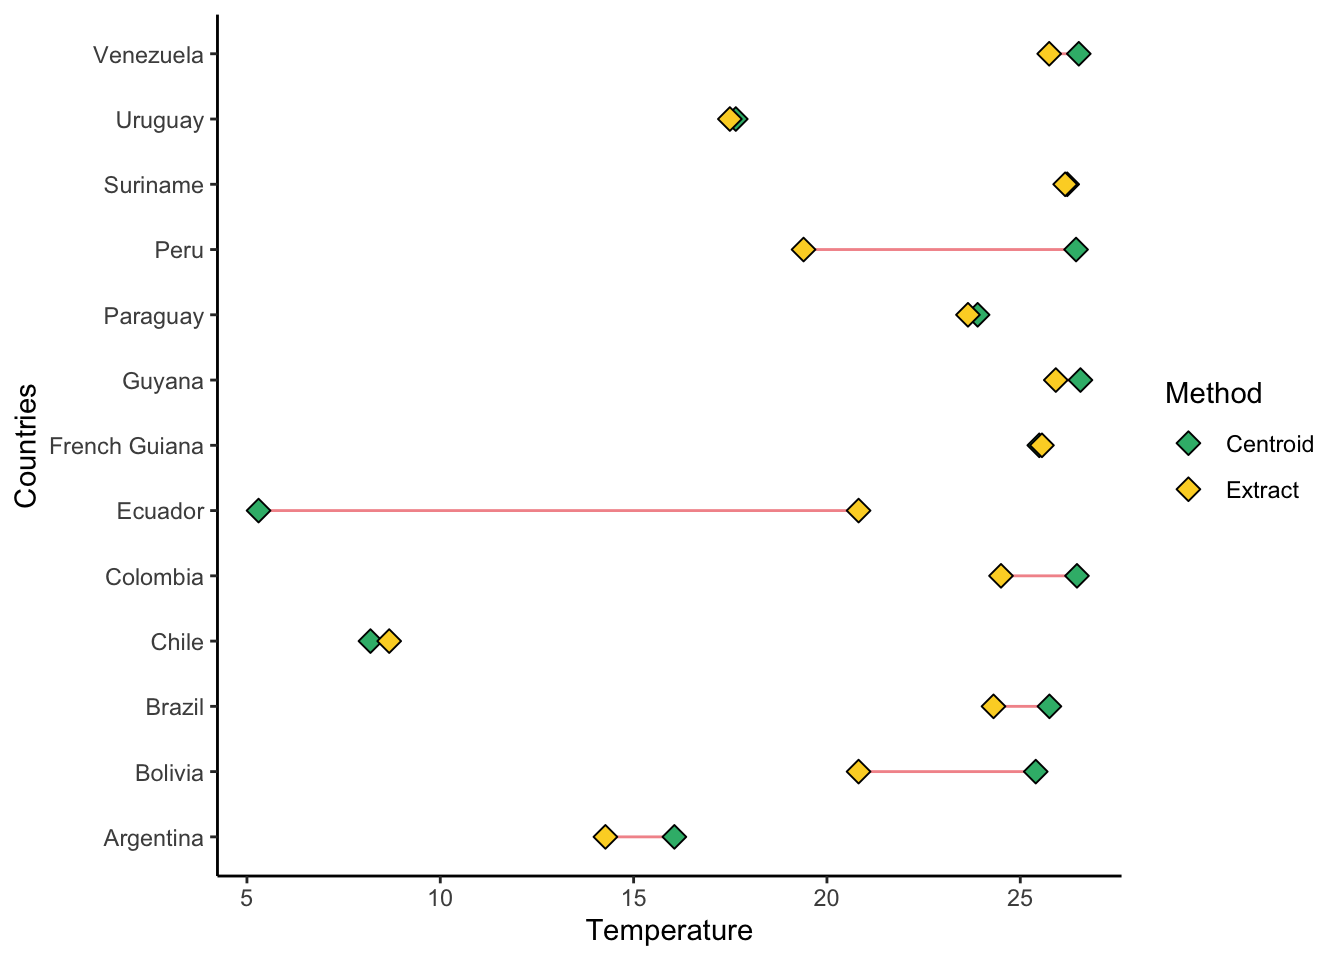 Venezuela
Uruguay
Suriname
Peru
Paraguay
Guyana
French Guiana
Ecuador
Colombia
Chile
Brazil
Bolivia
Argentina
Countries
5 10 15 20 25
Temperature
Method
Centroid
Extract